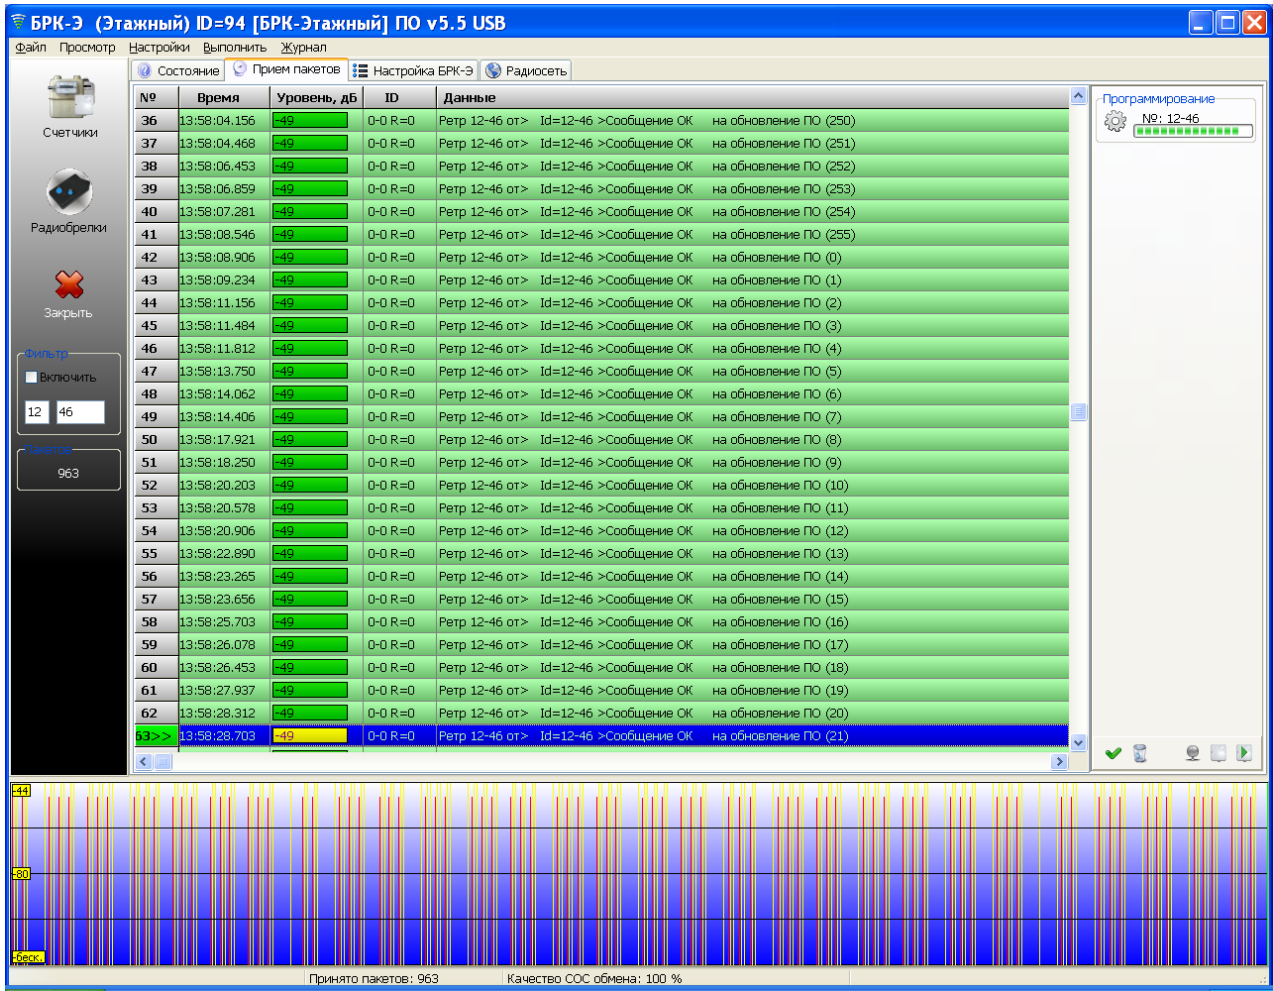 БРК-Э (Этажный) ID=94 [БРК-Этажный] ПО v5.5 USB
Файл Просмотр Настройки Выполнить Журнал
Состояние Прием пакетов Настройка БРК-Э Радиосеть
Счетчики
Радиобрелки
Закрыть
Фильтр
Включить
12 46
963
№ Время Уровень, дБ ID Данные
36 13:58:04.156 -49 0-0 R=0 Ретр 12-46 от> Id=12-46 >Сообщение ОК на обновление ПО (250)
37 13:58:04.468 -49 0-0 R=0 Ретр 12-46 от> Id=12-46 >Сообщение ОК на обновление ПО (251)
38 13:58:06.453 -49 0-0 R=0 Ретр 12-46 от> Id=12-46 >Сообщение ОК на обновление ПО (252)
39 13:58:06.859 -49 0-0 R=0 Ретр 12-46 от> Id=12-46 >Сообщение ОК на обновление ПО (253)
40 13:58:07.281 -49 0-0 R=0 Ретр 12-46 от> Id=12-46 >Сообщение ОК на обновление ПО (254)
41 13:58:08.546 -49 0-0 R=0 Ретр 12-46 от> Id=12-46 >Сообщение ОК на обновление ПО (255)
42 13:58:08.906 -49 0-0 R=0 Ретр 12-46 от> Id=12-46 >Сообщение ОК на обновление ПО (0)
43 13:58:09.234 -49 0-0 R=0 Ретр 12-46 от> Id=12-46 >Сообщение ОК на обновление ПО (1)
44 13:58:11.156 -49 0-0 R=0 Ретр 12-46 от> Id=12-46 >Сообщение ОК на обновление ПО (2)
45 13:58:11.484 -49 0-0 R=0 Ретр 12-46 от> Id=12-46 >Сообщение ОК на обновление ПО (3)
46 13:58:11.812 -49 0-0 R=0 Ретр 12-46 от> Id=12-46 >Сообщение ОК на обновление ПО (4)
47 13:58:13.750 -49 0-0 R=0 Ретр 12-46 от> Id=12-46 >Сообщение ОК на обновление ПО (5)
48 13:58:14.062 -49 0-0 R=0 Ретр 12-46 от> Id=12-46 >Сообщение ОК на обновление ПО (6)
49 13:58:14.406 -49 0-0 R=0 Ретр 12-46 от> Id=12-46 >Сообщение ОК на обновление ПО (7)
50 13:58:17.921 -49 0-0 R=0 Ретр 12-46 от> Id=12-46 >Сообщение ОК на обновление ПО (8)
51 13:58:18.250 -49 0-0 R=0 Ретр 12-46 от> Id=12-46 >Сообщение ОК на обновление ПО (9)
52 13:58:20.203 -49 0-0 R=0 Ретр 12-46 от> Id=12-46 >Сообщение ОК на обновление ПО (10)
53 13:58:20.578 -49 0-0 R=0 Ретр 12-46 от> Id=12-46 >Сообщение ОК на обновление ПО (11)
54 13:58:20.906 -49 0-0 R=0 Ретр 12-46 от> Id=12-46 >Сообщение ОК на обновление ПО (12)
55 13:58:22.890 -49 0-0 R=0 Ретр 12-46 от> Id=12-46 >Сообщение ОК на обновление ПО (13)
56 13:58:23.265 -49 0-0 R=0 Ретр 12-46 от> Id=12-46 >Сообщение ОК на обновление ПО (14)
57 13:58:23.656 -49 0-0 R=0 Ретр 12-46 от> Id=12-46 >Сообщение ОК на обновление ПО (15)
58 13:58:25.703 -49 0-0 R=0 Ретр 12-46 от> Id=12-46 >Сообщение ОК на обновление ПО (16)
59 13:58:26.078 -49 0-0 R=0 Ретр 12-46 от> Id=12-46 >Сообщение ОК на обновление ПО (17)
60 13:58:26.453 -49 0-0 R=0 Ретр 12-46 от> Id=12-46 >Сообщение ОК на обновление ПО (18)
61 13:58:27.937 -49 0-0 R=0 Ретр 12-46 от> Id=12-46 >Сообщение ОК на обновление ПО (19)
62 13:58:28.312 -49 0-0 R=0 Ретр 12-46 от> Id=12-46 >Сообщение ОК на обновление ПО (20)
63>> 13:58:28.703 -49 0-0 R=0 Ретр 12-46 от> Id=12-46 >Сообщение ОК на обновление ПО (21)
Программирование
№: 12-46
-44
-80
-беск.
Принято пакетов: 963 Качество СОС обмена: 100 %